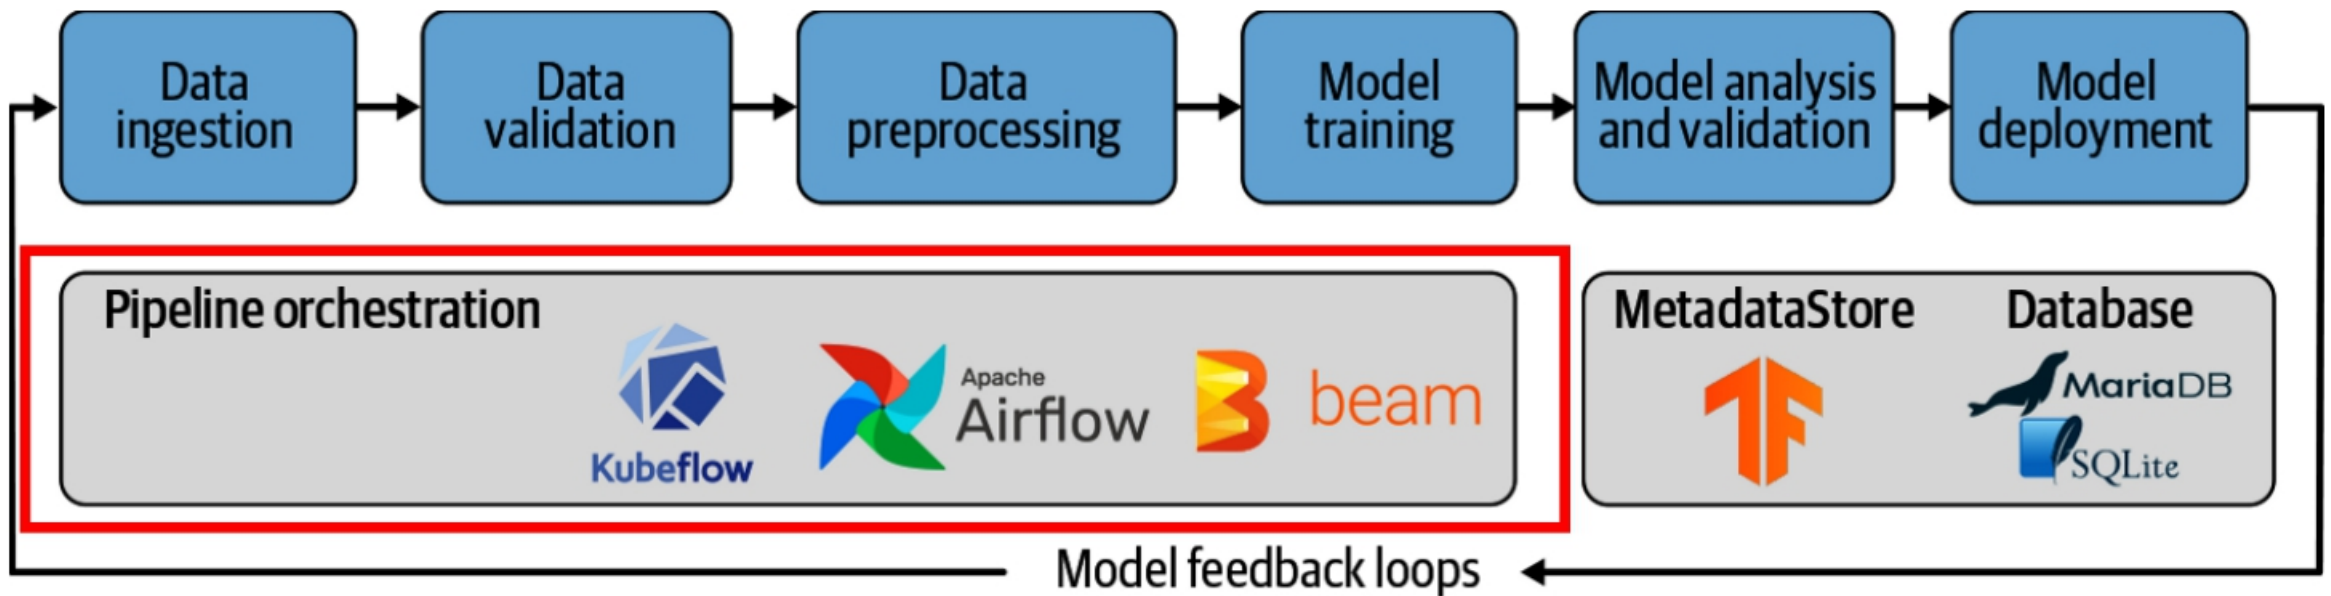 Data
ingestion
Data
validation
Data
preprocessing
Model
training
Model analysis
and validation
Model
deployment
Pipeline orchestration
Kubeflow
Apache
Airflow
beam
MetadataStore
Database
MariaDB
SQLite
Model feedback loops